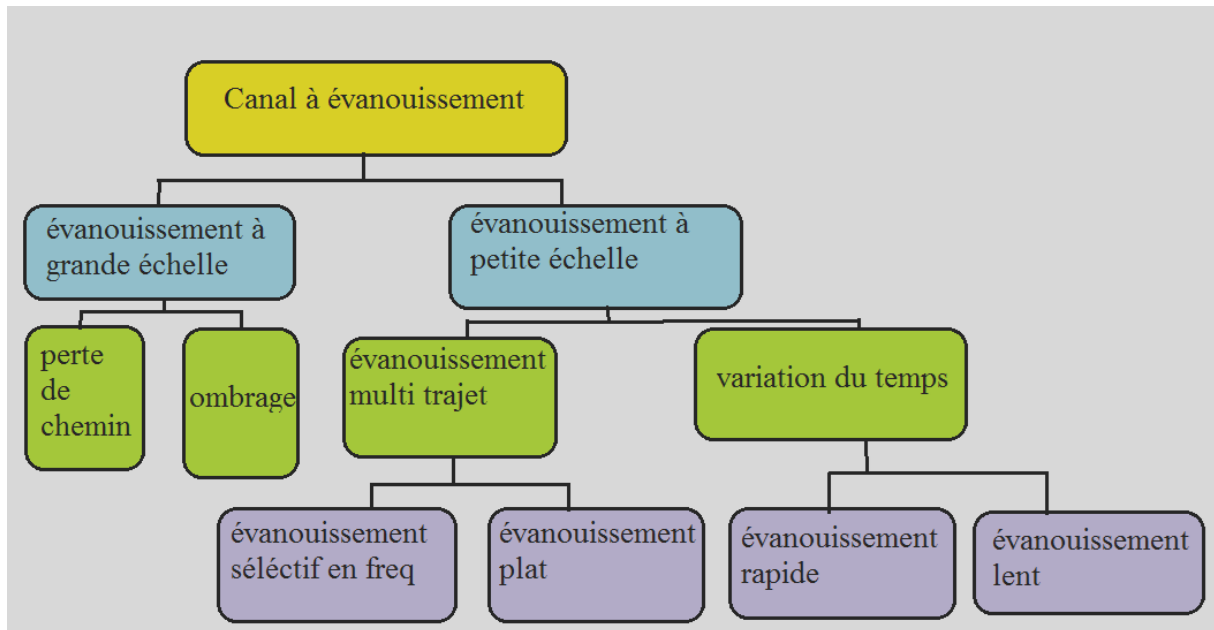 Canal à évanouissement
évanouissement à
grande échelle
évanouissement à
petite échelle
perte
de
chemin
ombrage
évanouissement
multi trajet
variation du temps
évanouissement
séléctif en freq
évanouissement
plat
évanouissement
rapide
évanouissement
lent